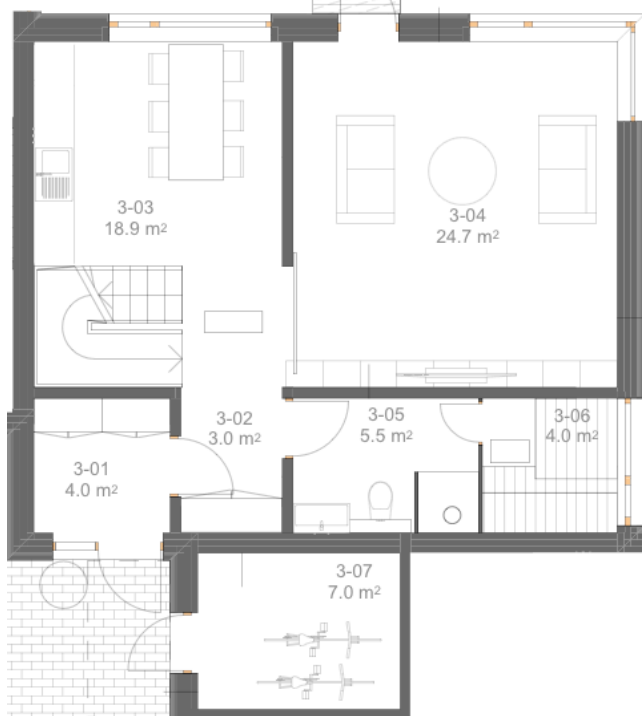 3-03
18.9 m²
3-04
24.7 m²
3-01
4.0 m²
3-02
3.0 m²
3-05
5.5 m²
3-06
4.0 m²
3-07
7.0 m²